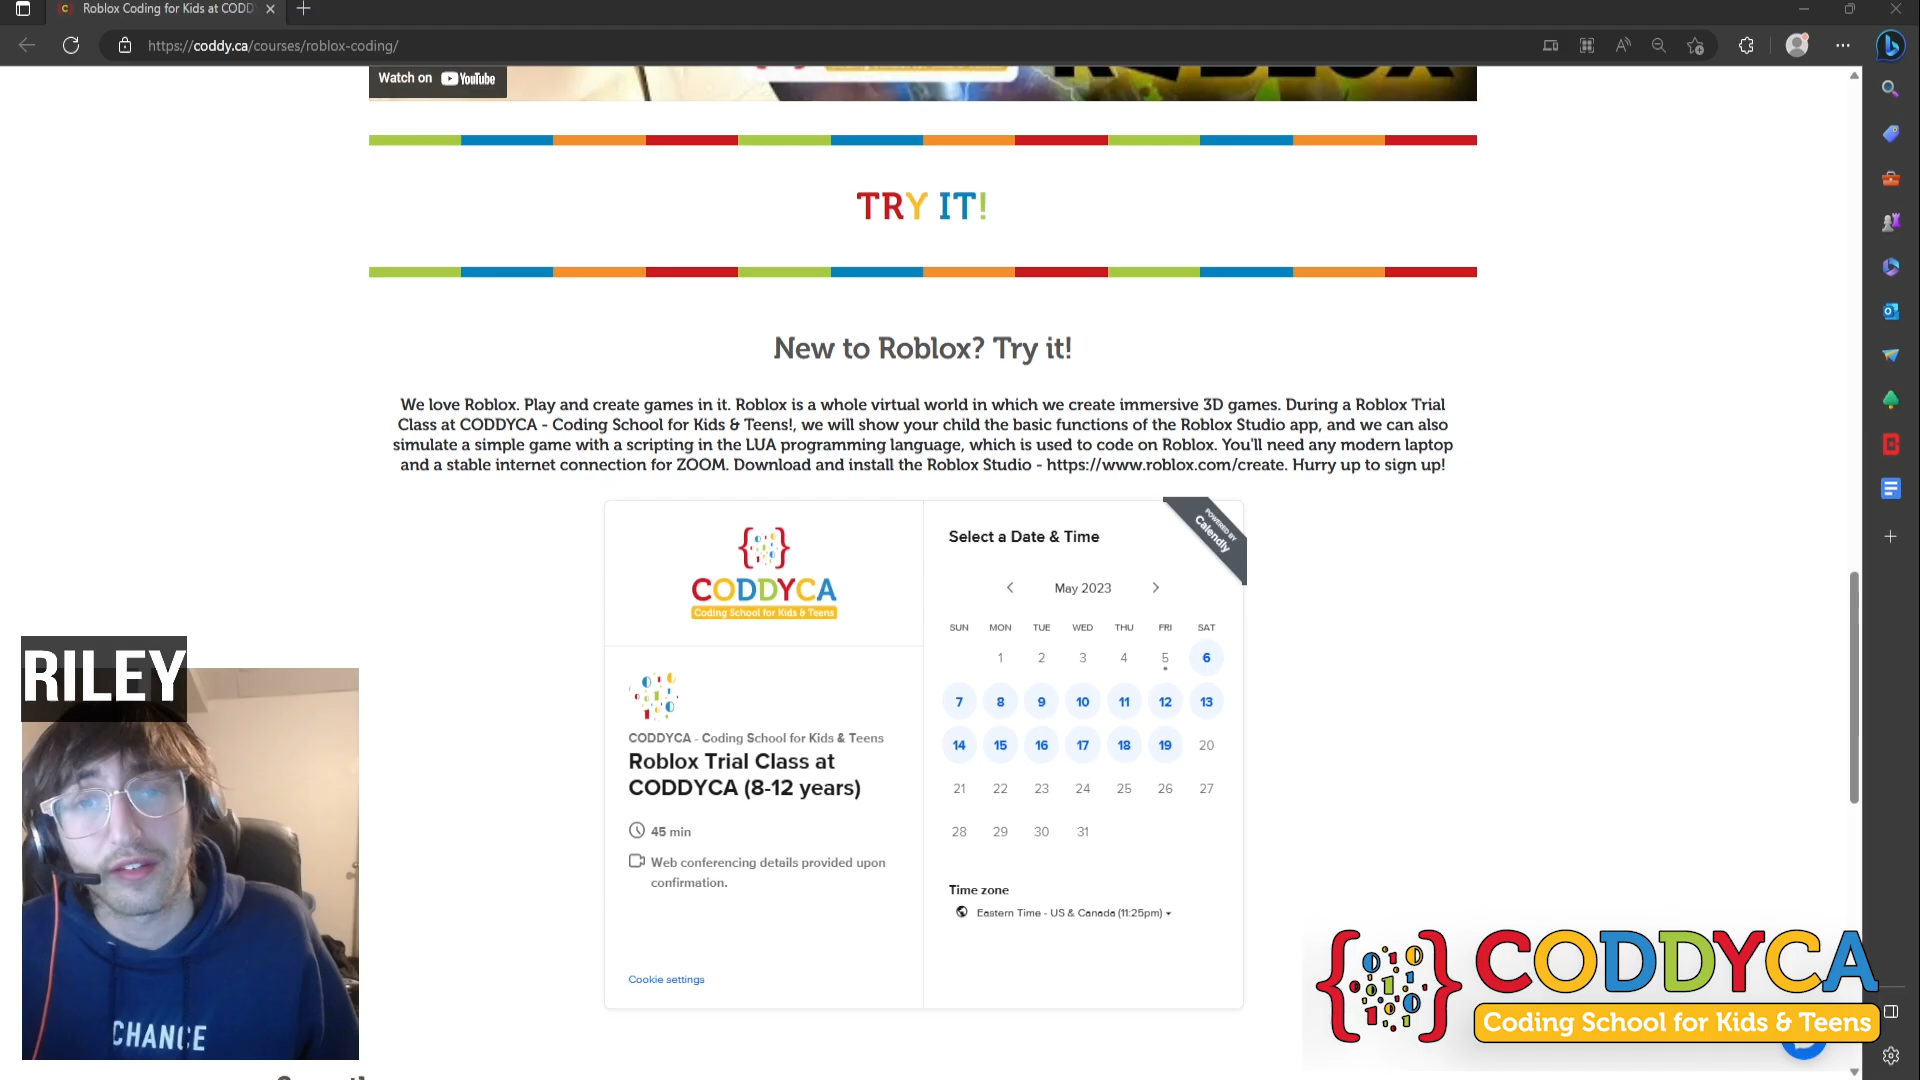 Roblox Coding for Kids at CODD
https://coddy.ca/courses/roblox-coding/
Watch on YouTube
TRY IT!
New to Roblox? Try it!
We love Roblox. Play and create games in it. Roblox is a whole virtual world in which we create immersive 3D games. During a Roblox Trial
Class at CODDYCA - Coding School for Kids & Teens!, we will show your child the basic functions of the Roblox Studio app, and we can also
simulate a simple game with a scripting in the LUA programming language, which is used to code on Roblox. You'll need any modern laptop
and a stable internet connection for ZOOM. Download and install the Roblox Studio - https://www.roblox.com/create. Hurry up to sign up!
CODDYCA
Coding School for Kids & Teens
CODDYCA - Coding School for Kids & Teens
Roblox Trial Class at
CODDYCA (8-12 years)
45 min
Web conferencing details provided upon
confirmation.
Cookie settings
POWERED BY
Calendly
Select a Date & Time
May 2023
SUN MON TUE WED THU FRI SAT
1 2 3 4 5 6
7 8 9 10 11 12 13
14 15 16 17 18 19 20
21 22 23 24 25 26 27
28 29 30 31
Time zone
Eastern Time - US & Canada (11:25pm)
RILEY
CHANGE
CODDYCA
Coding School for Kids & Teens